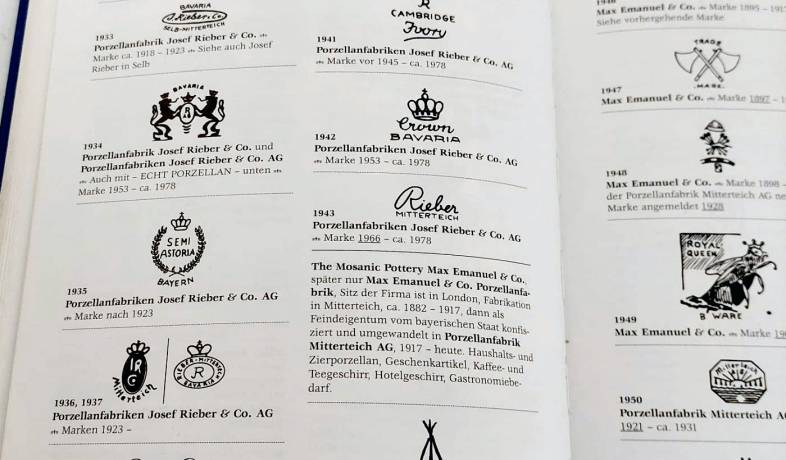 BAVARIA
J. Rieber & Co.
SELB-MITTERTEICH
1933
Porzellanfabrik Josef Rieber & Co.
Marke ca. 1918 – 1923 Siehe auch Josef
Rieber in Selb
BAVARIA
1934
Porzellanfabrik Josef Rieber & Co. und
Porzellanfabriken Josef Rieber & Co. AG
Auch mit – ECHT PORZELLAN – unten
Marke 1953 – ca. 1978
SEMI
ASTORIA
BAYERN
1935
Porzellanfabriken Josef Rieber & Co. AG
Marke nach 1923
Mitterteich
RIEBER-MITTERTEICH
R
BAVARIA
1936, 1937
Porzellanfabriken Josef Rieber & Co. AG
Marken 1923 –
R
CAMBRIDGE
Ivory
1941
Porzellanfabriken Josef Rieber & Co. AG
Marke vor 1945 – ca. 1978
Crown
BAVARIA
1942
Porzellanfabriken Josef Rieber & Co. AG
Marke 1953 – ca. 1978
Rieber
MITTERTEICH
1943
Porzellanfabriken Josef Rieber & Co. AG
Marke 1966 – ca. 1978
The Mosanic Pottery Max Emanuel & Co.,
später nur Max Emanuel & Co. Porzellanfa-
brik, Sitz der Firma ist in London, Fabrikation
in Mitterteich, ca. 1882 – 1917, dann als
Feindeigentum vom bayerischen Staat konfis-
ziert und umgewandelt in Porzellanfabrik
Mitterteich AG, 1917 – heute. Haushalts- und
Zierporzellan, Geschenkartikel, Kaffee- und
Teegeschirr, Hotelgeschirr, Gastronomiebe-
darf.
1946
Max Emanuel & Co. Marke 1895 – 191
Siehe vorhergehende Marke
TRADE
MARK
1947
Max Emanuel & Co. Marke 1897 –
1948
Max Emanuel & Co. Marke 1898 –
der Porzellanfabrik Mitterteich AG
Marke angemeldet 1928
ROYAL
QUEEN
B WARE
1949
Max Emanuel & Co. Marke
Mitterteich
1950
Porzellanfabrik Mitterteich
1921 – ca. 1931